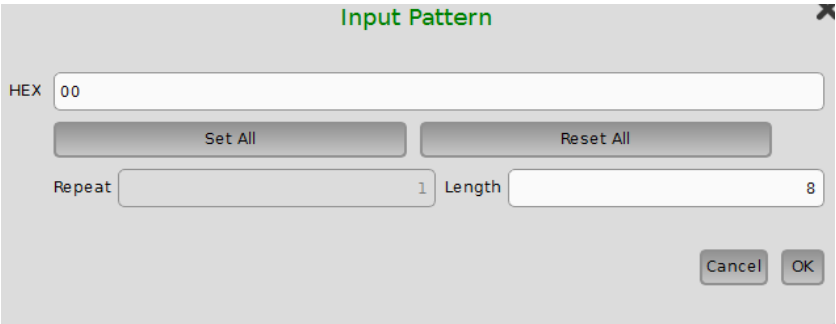 Input Pattern
HEX 00
Set All Reset All
Repeat 1 Length 8
Cancel OK